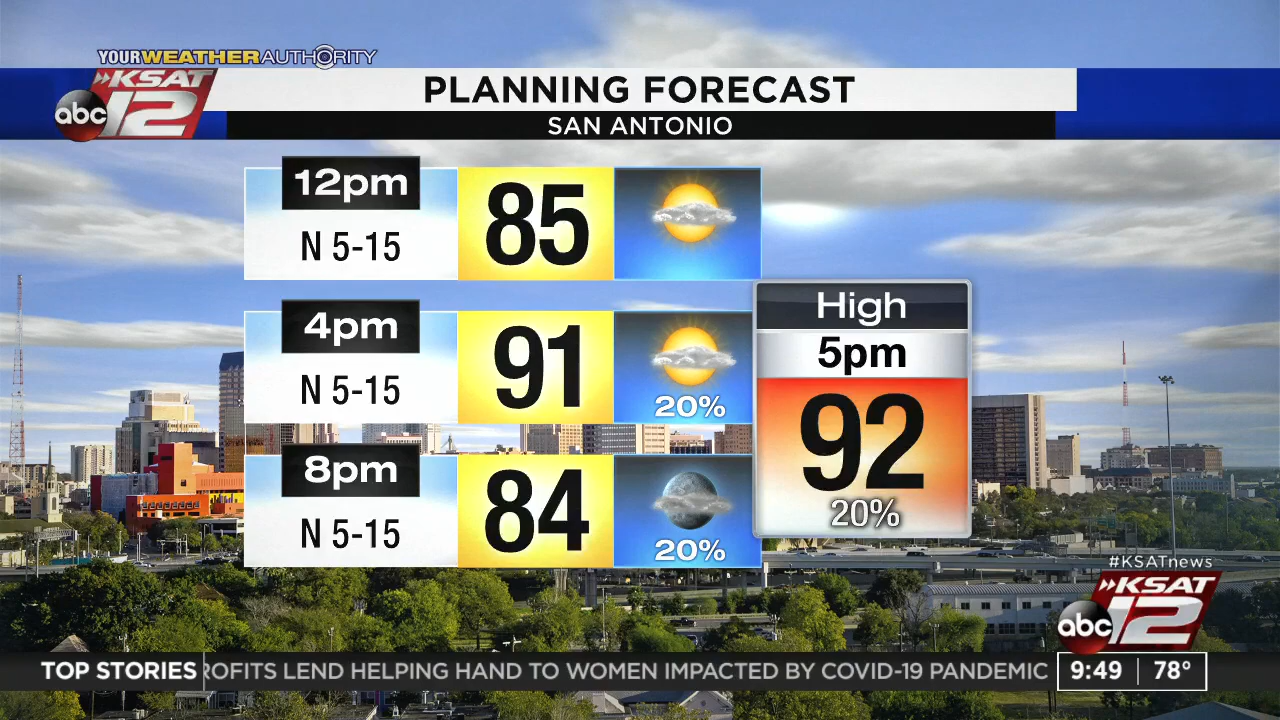 YOURWEATHERAUTHORITY
KSAT
abc 12
PLANNING FORECAST
SAN ANTONIO
12pm
N 5-15
85
4pm
N 5-15
91
20%
8pm
N 5-15
84
20%
High
5pm
92
20%
#KSATnews
KSAT
abc 12
TOP STORIES ROFITS LEND HELPING HAND TO WOMEN IMPACTED BY COVID-19 PANDEMIC 9:49 78°